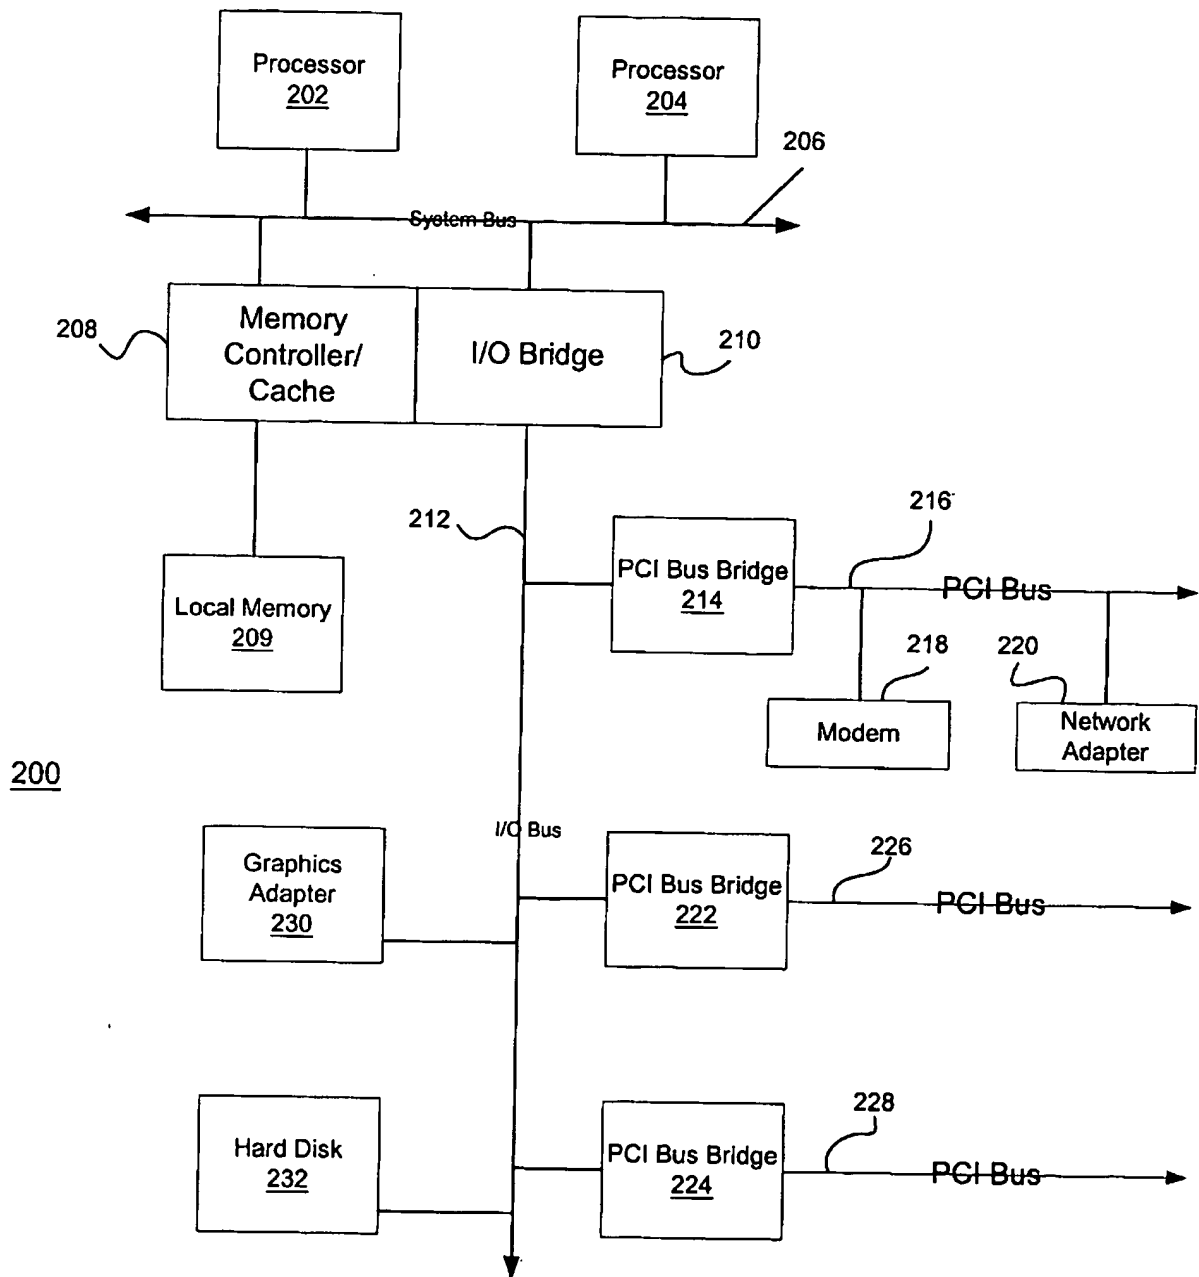 Processor
202
Processor
204
206
System Bus
208
Memory
Controller/
Cache
I/O Bridge
210
212
216
PCI Bus Bridge
214
PCI Bus
Local Memory
209
218
220
Modem
Network
Adapter
200
I/O Bus
Graphics
Adapter
230
PCI Bus Bridge
222
226
PCI Bus
Hard Disk
232
PCI Bus Bridge
224
228
PCI Bus